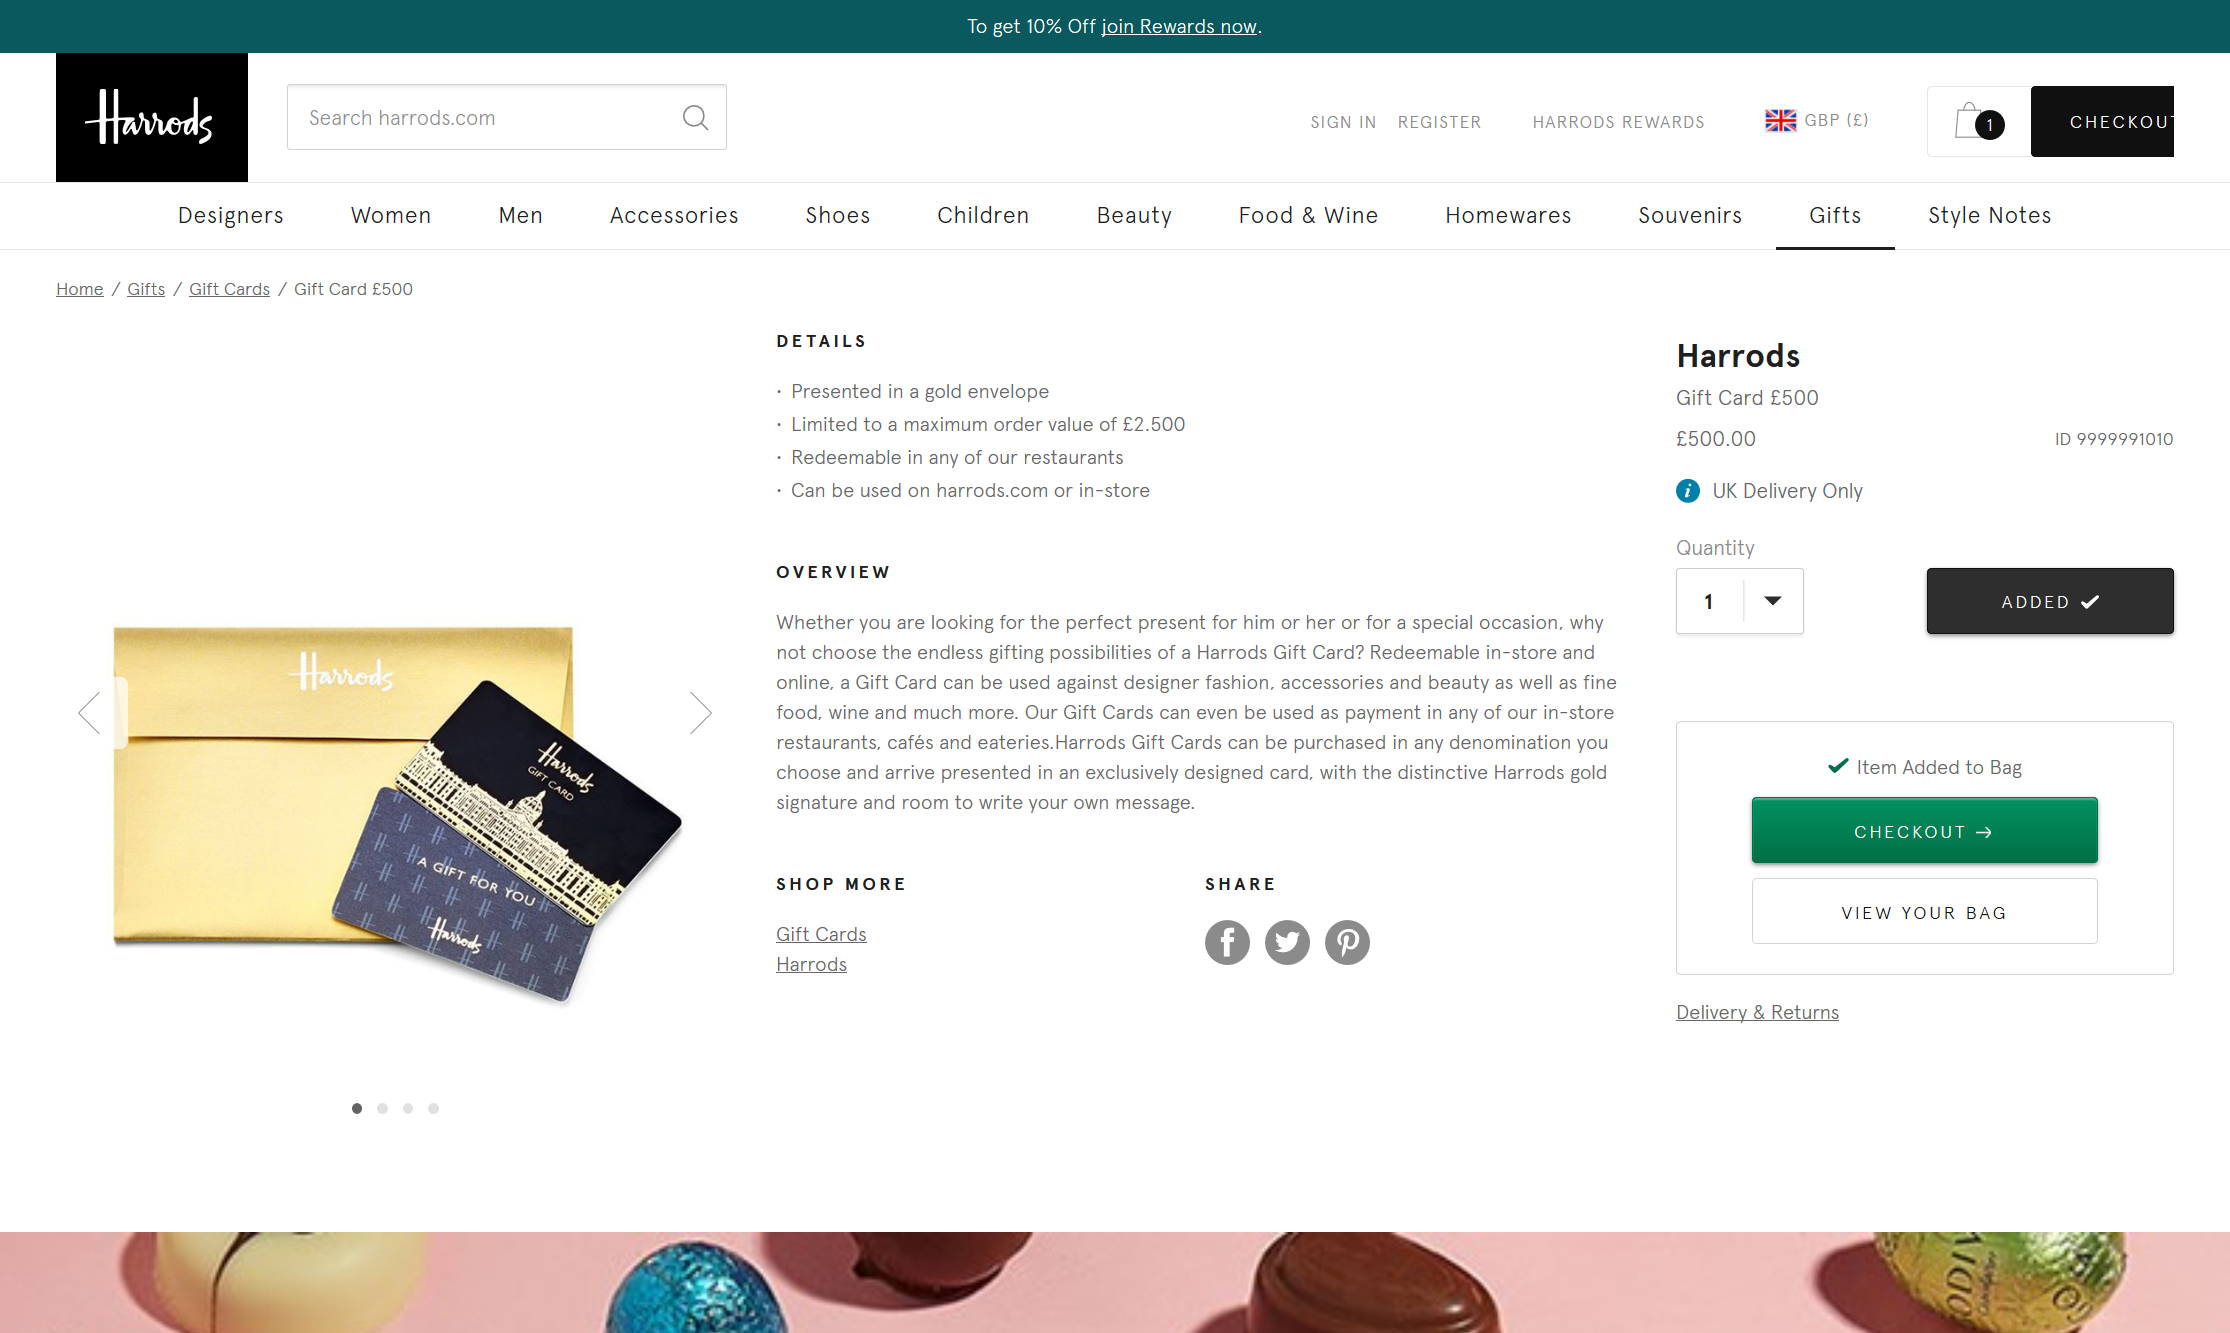 To get 10% Off join Rewards now.
Harrods
Search harrods.com
SIGN IN REGISTER HARRODS REWARDS GBP (£) 1 CHECKOUT
Designers Women Men Accessories Shoes Children Beauty Food & Wine Homewares Souvenirs Gifts Style Notes
Home / Gifts / Gift Cards / Gift Card £500
Harrods
Harrods
GIFT CARD
A GIFT FOR YOU
Harrods
DETAILS
· Presented in a gold envelope
· Limited to a maximum order value of £2.500
· Redeemable in any of our restaurants
· Can be used on harrods.com or in-store
OVERVIEW
Whether you are looking for the perfect present for him or her or for a special occasion, why
not choose the endless gifting possibilities of a Harrods Gift Card? Redeemable in-store and
online, a Gift Card can be used against designer fashion, accessories and beauty as well as fine
food, wine and much more. Our Gift Cards can even be used as payment in any of our in-store
restaurants, cafés and eateries.Harrods Gift Cards can be purchased in any denomination you
choose and arrive presented in an exclusively designed card, with the distinctive Harrods gold
signature and room to write your own message.
SHOP MORE
Gift Cards
Harrods
SHARE
Harrods
Gift Card £500
£500.00 ID 9999991010
UK Delivery Only
Quantity
1
ADDED
Item Added to Bag
CHECKOUT →
VIEW YOUR BAG
Delivery & Returns